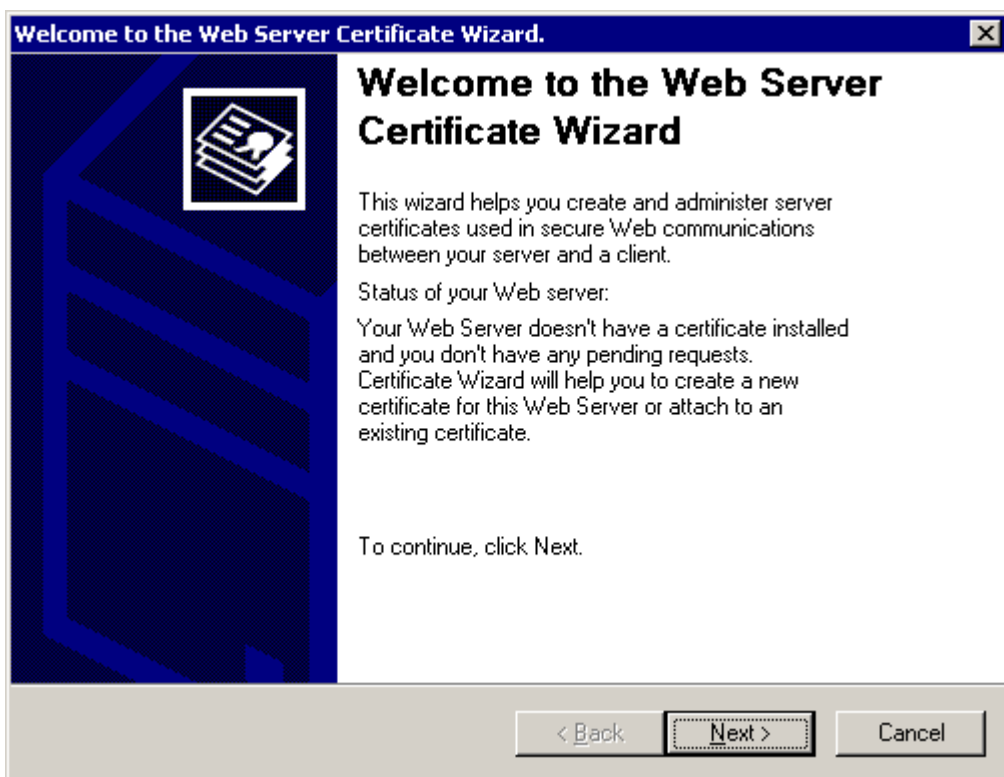 Welcome to the Web Server Certificate Wizard.
Welcome to the Web Server
Certificate Wizard
This wizard helps you create and administer server
certificates used in secure Web communications
between your server and a client.
Status of your Web server:
Your Web Server doesn't have a certificate installed
and you don't have any pending requests.
Certificate Wizard will help you to create a new
certificate for this Web Server or attach to an
existing certificate.
To continue, click Next.
< Back
Next >
Cancel